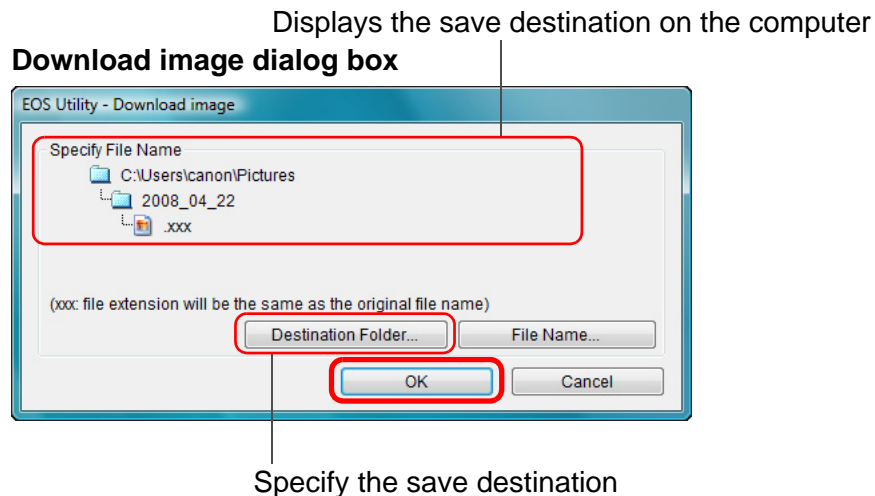 Displays the save destination on the computer
Download image dialog box
EOS Utility - Download image
Specify File Name
C:\Users\canon\Pictures
2008_04_22
.xxx
(xxx: file extension will be the same as the original file name)
Destination Folder... File Name...
OK Cancel
Specify the save destination